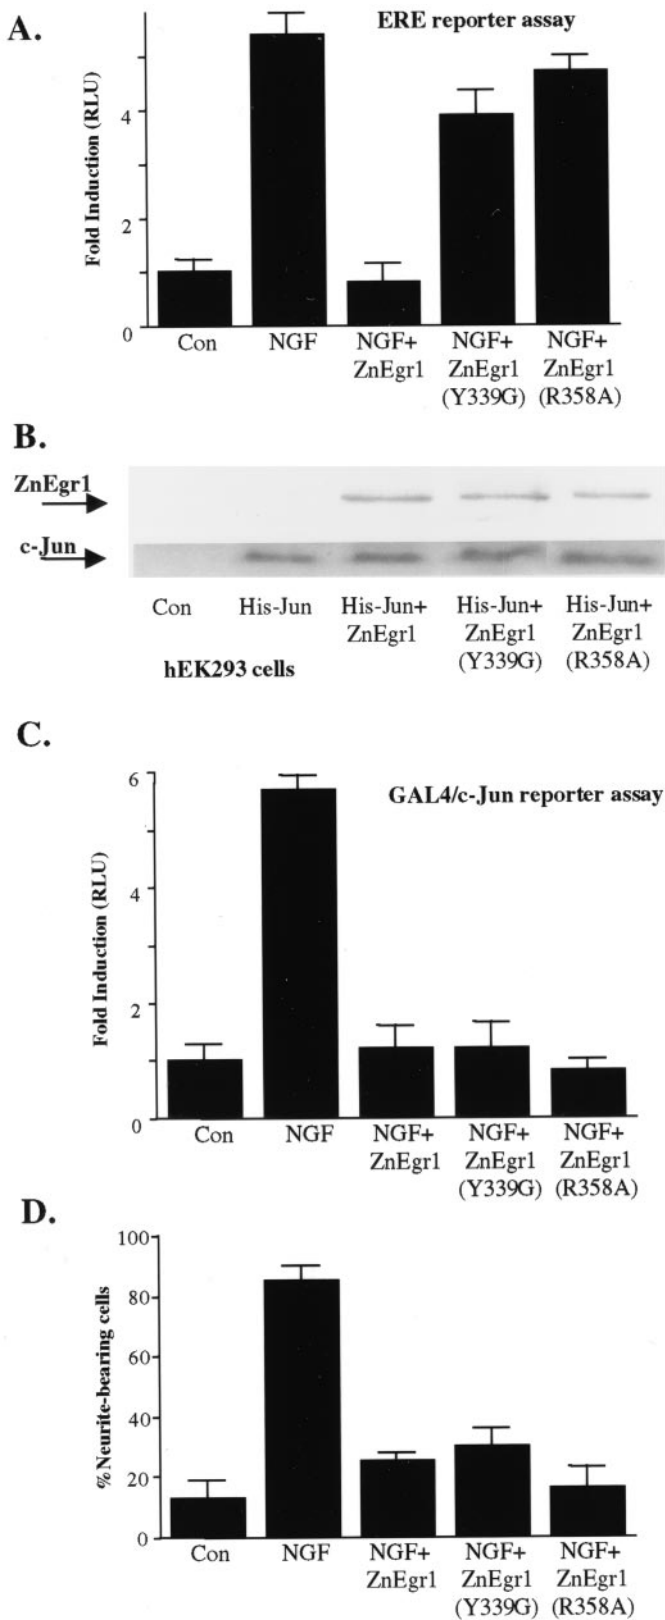 A.
ERE reporter assay
Fold Induction (RLU)
4
2
0
Con NGF NGF+ NGF+ NGF+
ZnEgr1 ZnEgr1 ZnEgr1
(Y339G) (R358A)
B.
ZnEgr1
c-Jun
Con His-Jun His-Jun+ His-Jun+ His-Jun+
ZnEgr1 ZnEgr1 ZnEgr1
(Y339G) (R358A)
hEK293 cells
C.
GAL4/c-Jun reporter assay
Fold Induction (RLU)
6
4
2
0
Con NGF NGF+ NGF+ NGF+
ZnEgr1 ZnEgr1 ZnEgr1
(Y339G) (R358A)
D.
%Neurite-bearing cells
100
80
60
40
20
0
Con NGF NGF+ NGF+ NGF+
ZnEgr1 ZnEgr1 ZnEgr1
(Y339G) (R358A)